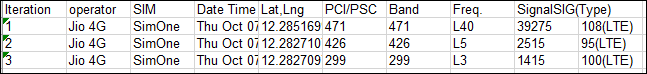 Iteration operator SIM Date Time Lat,Lng PCI/PSC Band Freq. SignalSIG(Type)
1 Jio 4G SimOne Thu Oct 07 12.285169 471 471 L40 39275 108(LTE)
2 Jio 4G SimOne Thu Oct 07 12.282710 426 426 L5 2515 95(LTE)
3 Jio 4G SimOne Thu Oct 07 12.282709 299 299 L3 1415 100(LTE)